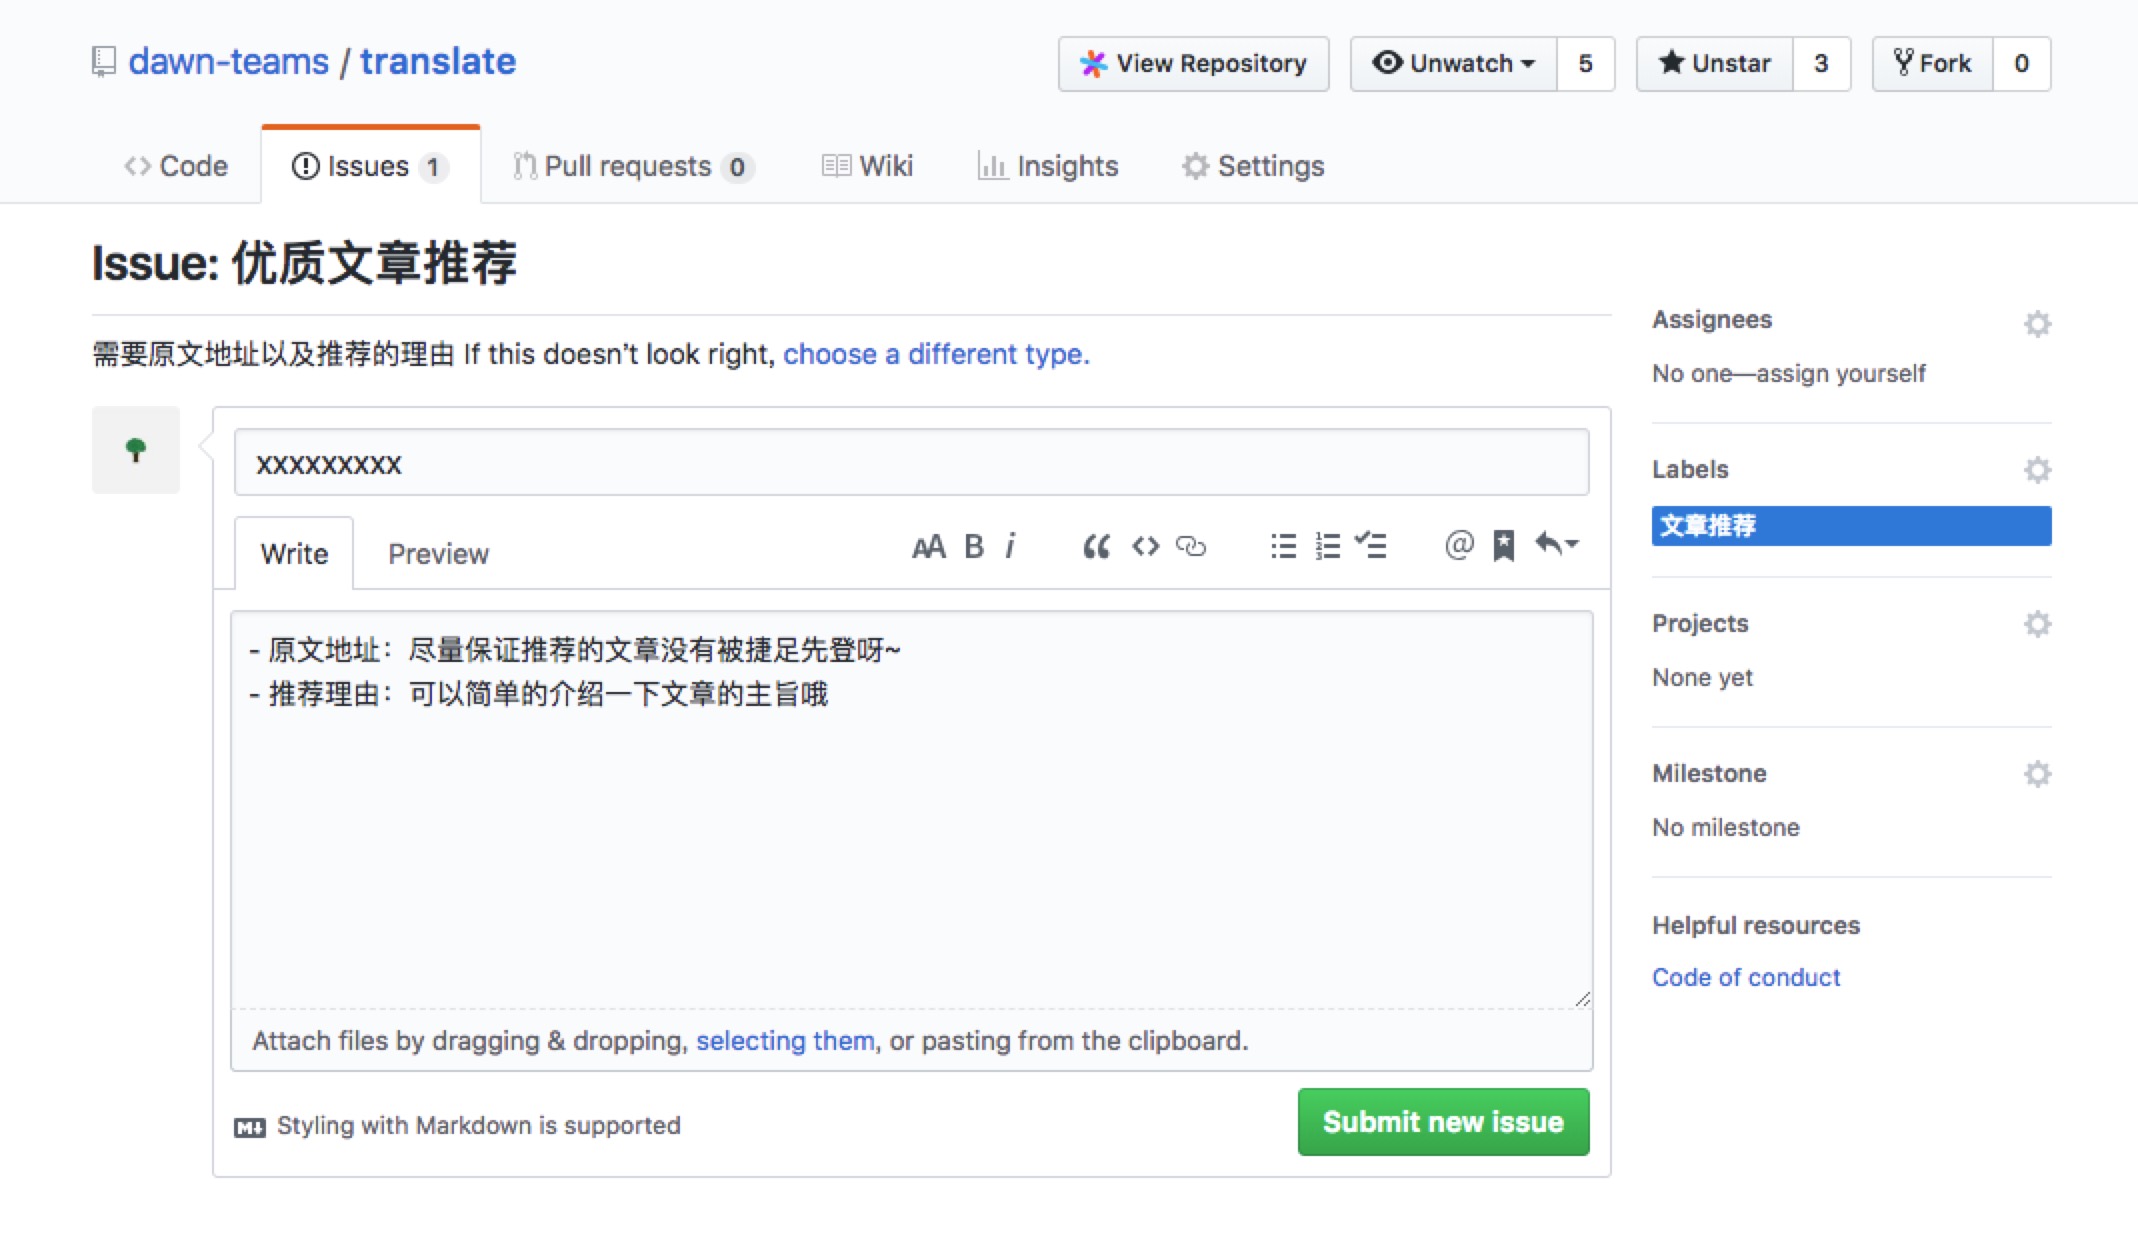 dawn-teams / translate
View Repository
Unwatch 5
Unstar 3
Fork 0
Code
Issues 1
Pull requests 0
Wiki
Insights
Settings
Issue: 优质文章推荐
需要原文地址以及推荐的理由 If this doesn’t look right, choose a different type.
xxxxxxxxx
Write
Preview
AA B i
@
- 原文地址：尽量保证推荐的文章没有被捷足先登呀~
- 推荐理由：可以简单的介绍一下文章的主旨哦
Attach files by dragging & dropping, selecting them, or pasting from the clipboard.
Styling with Markdown is supported
Submit new issue
Assignees
No one—assign yourself
Labels
文章推荐
Projects
None yet
Milestone
No milestone
Helpful resources
Code of conduct